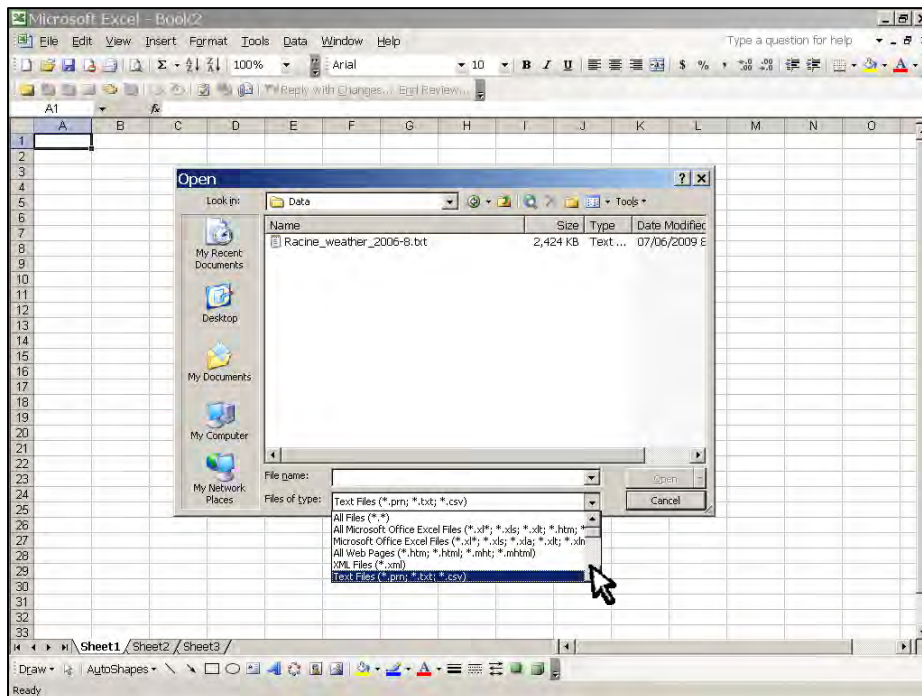 Microsoft Excel - Book2
File Edit View Insert Format Tools Data Window Help Type a question for help
100% Arial 10 B I U $ % ,
Reply with Changes... End Review...
A1 fx
A B C D E F G H I J K L M N O
1
2
3
Open
4
5
Look in: Data Tools
6
7
Name Size Type Date Modified
8
Racine_weather_2006-8.txt 2,424 KB Text ... 07/06/2009 8
My Recent
Documents
9
10
11
12
Desktop
13
14
15
16
My Documents
17
18
19
20
My Computer
21
22
23
File name: Open
My Network
Places
24
Files of type: Text Files (*.prn; *.txt; *.csv) Cancel
25
All Files (*.*)
26
All Microsoft Office Excel Files (*.xl*; *.xls; *.xlt; *.htm; *
27
Microsoft Office Excel Files (*.xl*; *.xls; *.xla; *.xlt; *.xln
28
All Web Pages (*.htm; *.html; *.mht; *.mhtml)
29
XML Files (*.xml)
Text Files (*.prn; *.txt; *.csv)
30
31
32
33
Sheet1 / Sheet2 / Sheet3 /
Draw AutoShapes
Ready